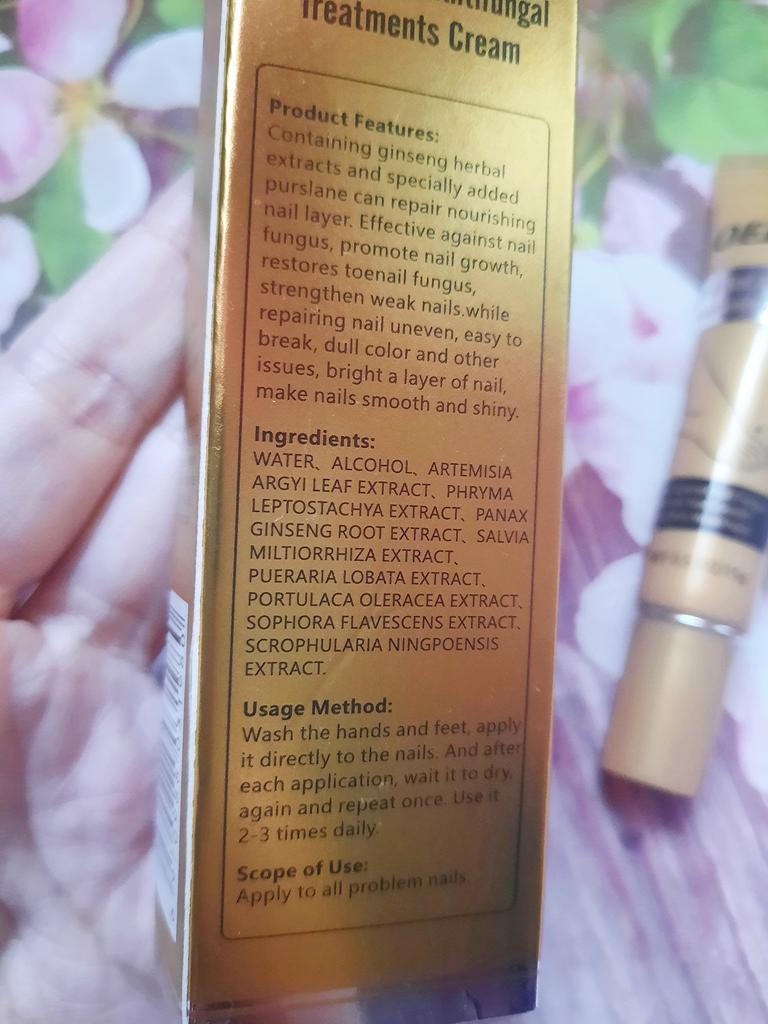 Treatments Cream
Product Features:
Containing ginseng herbal
extracts and specially added
purslane can repair nourishing
nail layer. Effective against nail
fungus, promote nail growth,
restores toenail fungus,
strengthen weak nails.while
repairing nail uneven, easy to
break, dull color and other
issues, bright a layer of nail,
make nails smooth and shiny.
Ingredients:
WATER、ALCOHOL、ARTEMISIA
ARGYI LEAF EXTRACT、PHRYMA
LEPTOSTACHYA EXTRACT、PANAX
GINSENG ROOT EXTRACT、SALVIA
MILTIORRHIZA EXTRACT、
PUERARIA LOBATA EXTRACT、
PORTULACA OLERACEA EXTRACT、
SOPHORA FLAVESCENS EXTRACT、
SCROPHULARIA NINGPOENSIS
EXTRACT.
Usage Method:
Wash the hands and feet, apply
it directly to the nails. And after
each application, wait it to dry,
again and repeat once. Use it
2-3 times daily.
Scope of Use:
Apply to all problem nails